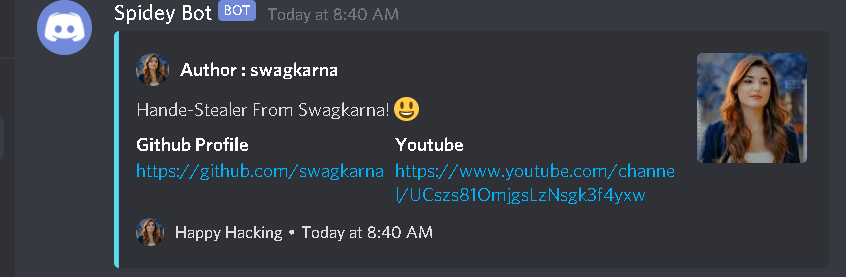 Spidey Bot BOT Today at 8:40 AM
Author : swagkarna
Hande-Stealer From Swagkarna! 😃
Github Profile Youtube
https://github.com/swagkarna https://www.youtube.com/channe
l/UCszs81OmjgsLzNsgk3f4yxw
Happy Hacking • Today at 8:40 AM